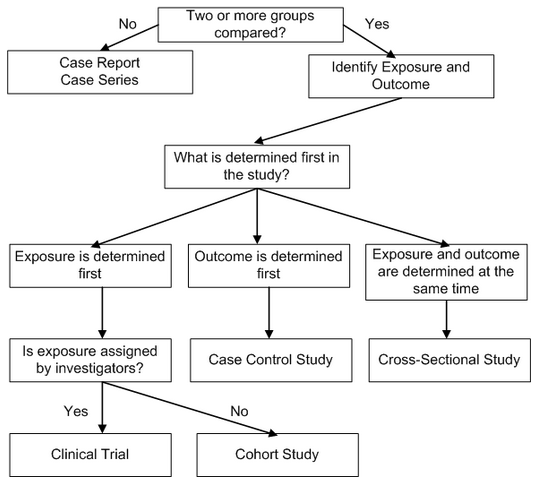 Two or more groups
compared?
No
Yes
Case Report
Case Series
Identify Exposure and
Outcome
What is determined first in
the study?
Exposure is determined
first
Outcome is determined
first
Exposure and outcome
are determined at the
same time
Is exposure assigned
by investigators?
Case Control Study
Cross-Sectional Study
Yes
No
Clinical Trial
Cohort Study